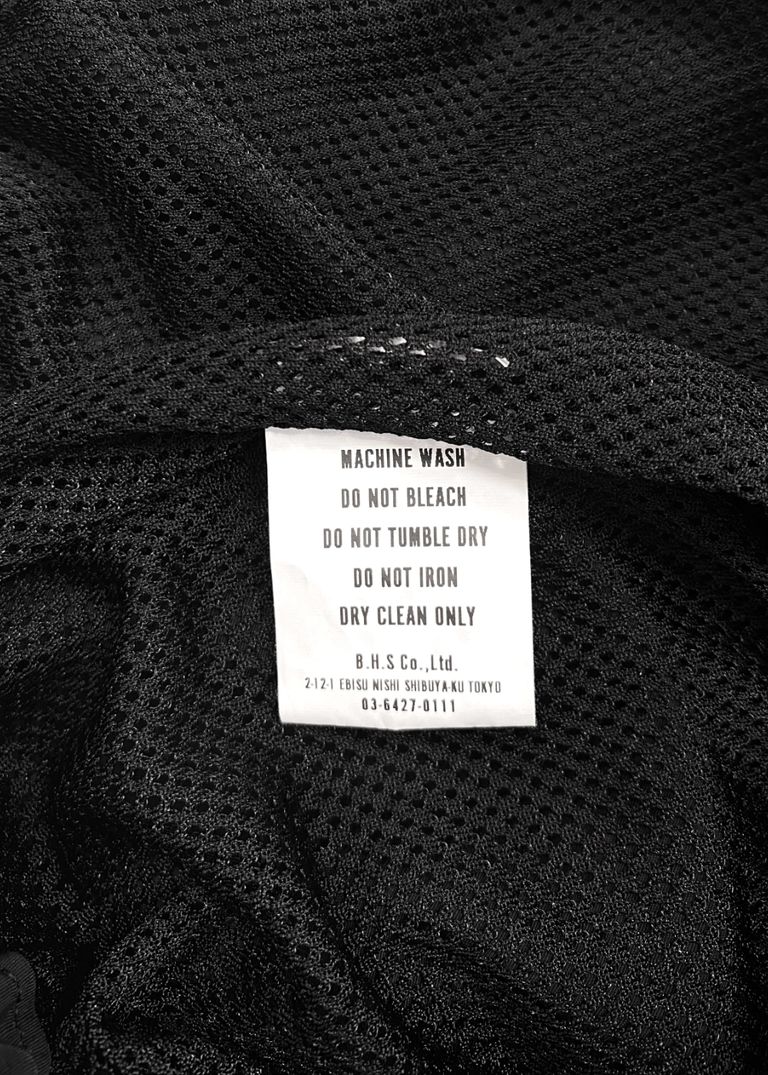 MACHINE WASH
DO NOT BLEACH
DO NOT TUMBLE DRY
DO NOT IRON
DRY CLEAN ONLY
B.H.S Co.,Ltd.
2-12-1 EBISU NISHI SHIBUYA-KU TOKYO
03-6427-0111